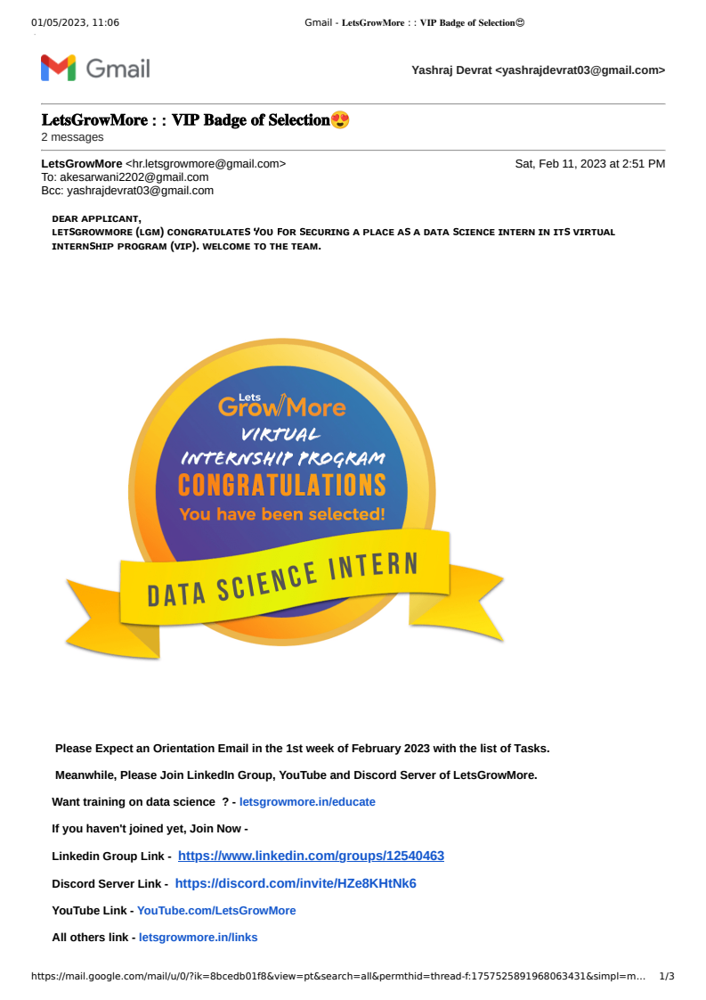 01/05/2023, 11:06 Gmail - 𝐋𝐞𝐭𝐬𝐆𝐫𝐨𝐰𝐌𝐨𝐫𝐞 : : 𝐕𝐈𝐏 𝐁𝐚𝐝𝐠𝐞 𝐨𝐟 𝐒𝐞𝐥𝐞𝐜𝐭𝐢𝐨𝐧😍
Gmail
Yashraj Devrat <yashrajdevrat03@gmail.com>
𝐋𝐞𝐭𝐬𝐆𝐫𝐨𝐰𝐌𝐨𝐫𝐞 : : 𝐕𝐈𝐏 𝐁𝐚𝐝𝐠𝐞 𝐨𝐟 𝐒𝐞𝐥𝐞𝐜𝐭𝐢𝐨𝐧😍
2 messages
LetsGrowMore <hr.letsgrowmore@gmail.com> Sat, Feb 11, 2023 at 2:51 PM
To: akesarwani2202@gmail.com
Bcc: yashrajdevrat03@gmail.com
DEAR APPLICANT,
LETSGROWMORE (LGM) CONGRATULATES YOU FOR SECURING A PLACE AS A DATA SCIENCE INTERN IN ITS VIRTUAL
INTERNSHIP PROGRAM (VIP). WELCOME TO THE TEAM.
Lets
GrowMore
VIRTUAL
INTERNSHIP PROGRAM
CONGRATULATIONS
You have been selected!
DATA SCIENCE INTERN
Please Expect an Orientation Email in the 1st week of February 2023 with the list of Tasks.
Meanwhile, Please Join LinkedIn Group, YouTube and Discord Server of LetsGrowMore.
Want training on data science ? - letsgrowmore.in/educate
If you haven't joined yet, Join Now -
Linkedin Group Link - https://www.linkedin.com/groups/12540463
Discord Server Link - https://discord.com/invite/HZe8KHtNk6
YouTube Link - YouTube.com/LetsGrowMore
All others link - letsgrowmore.in/links
https://mail.google.com/mail/u/0/?ik=8bcedb01f8&view=pt&search=all&permthid=thread-f:1757525891968063431&simpl=m… 1/3